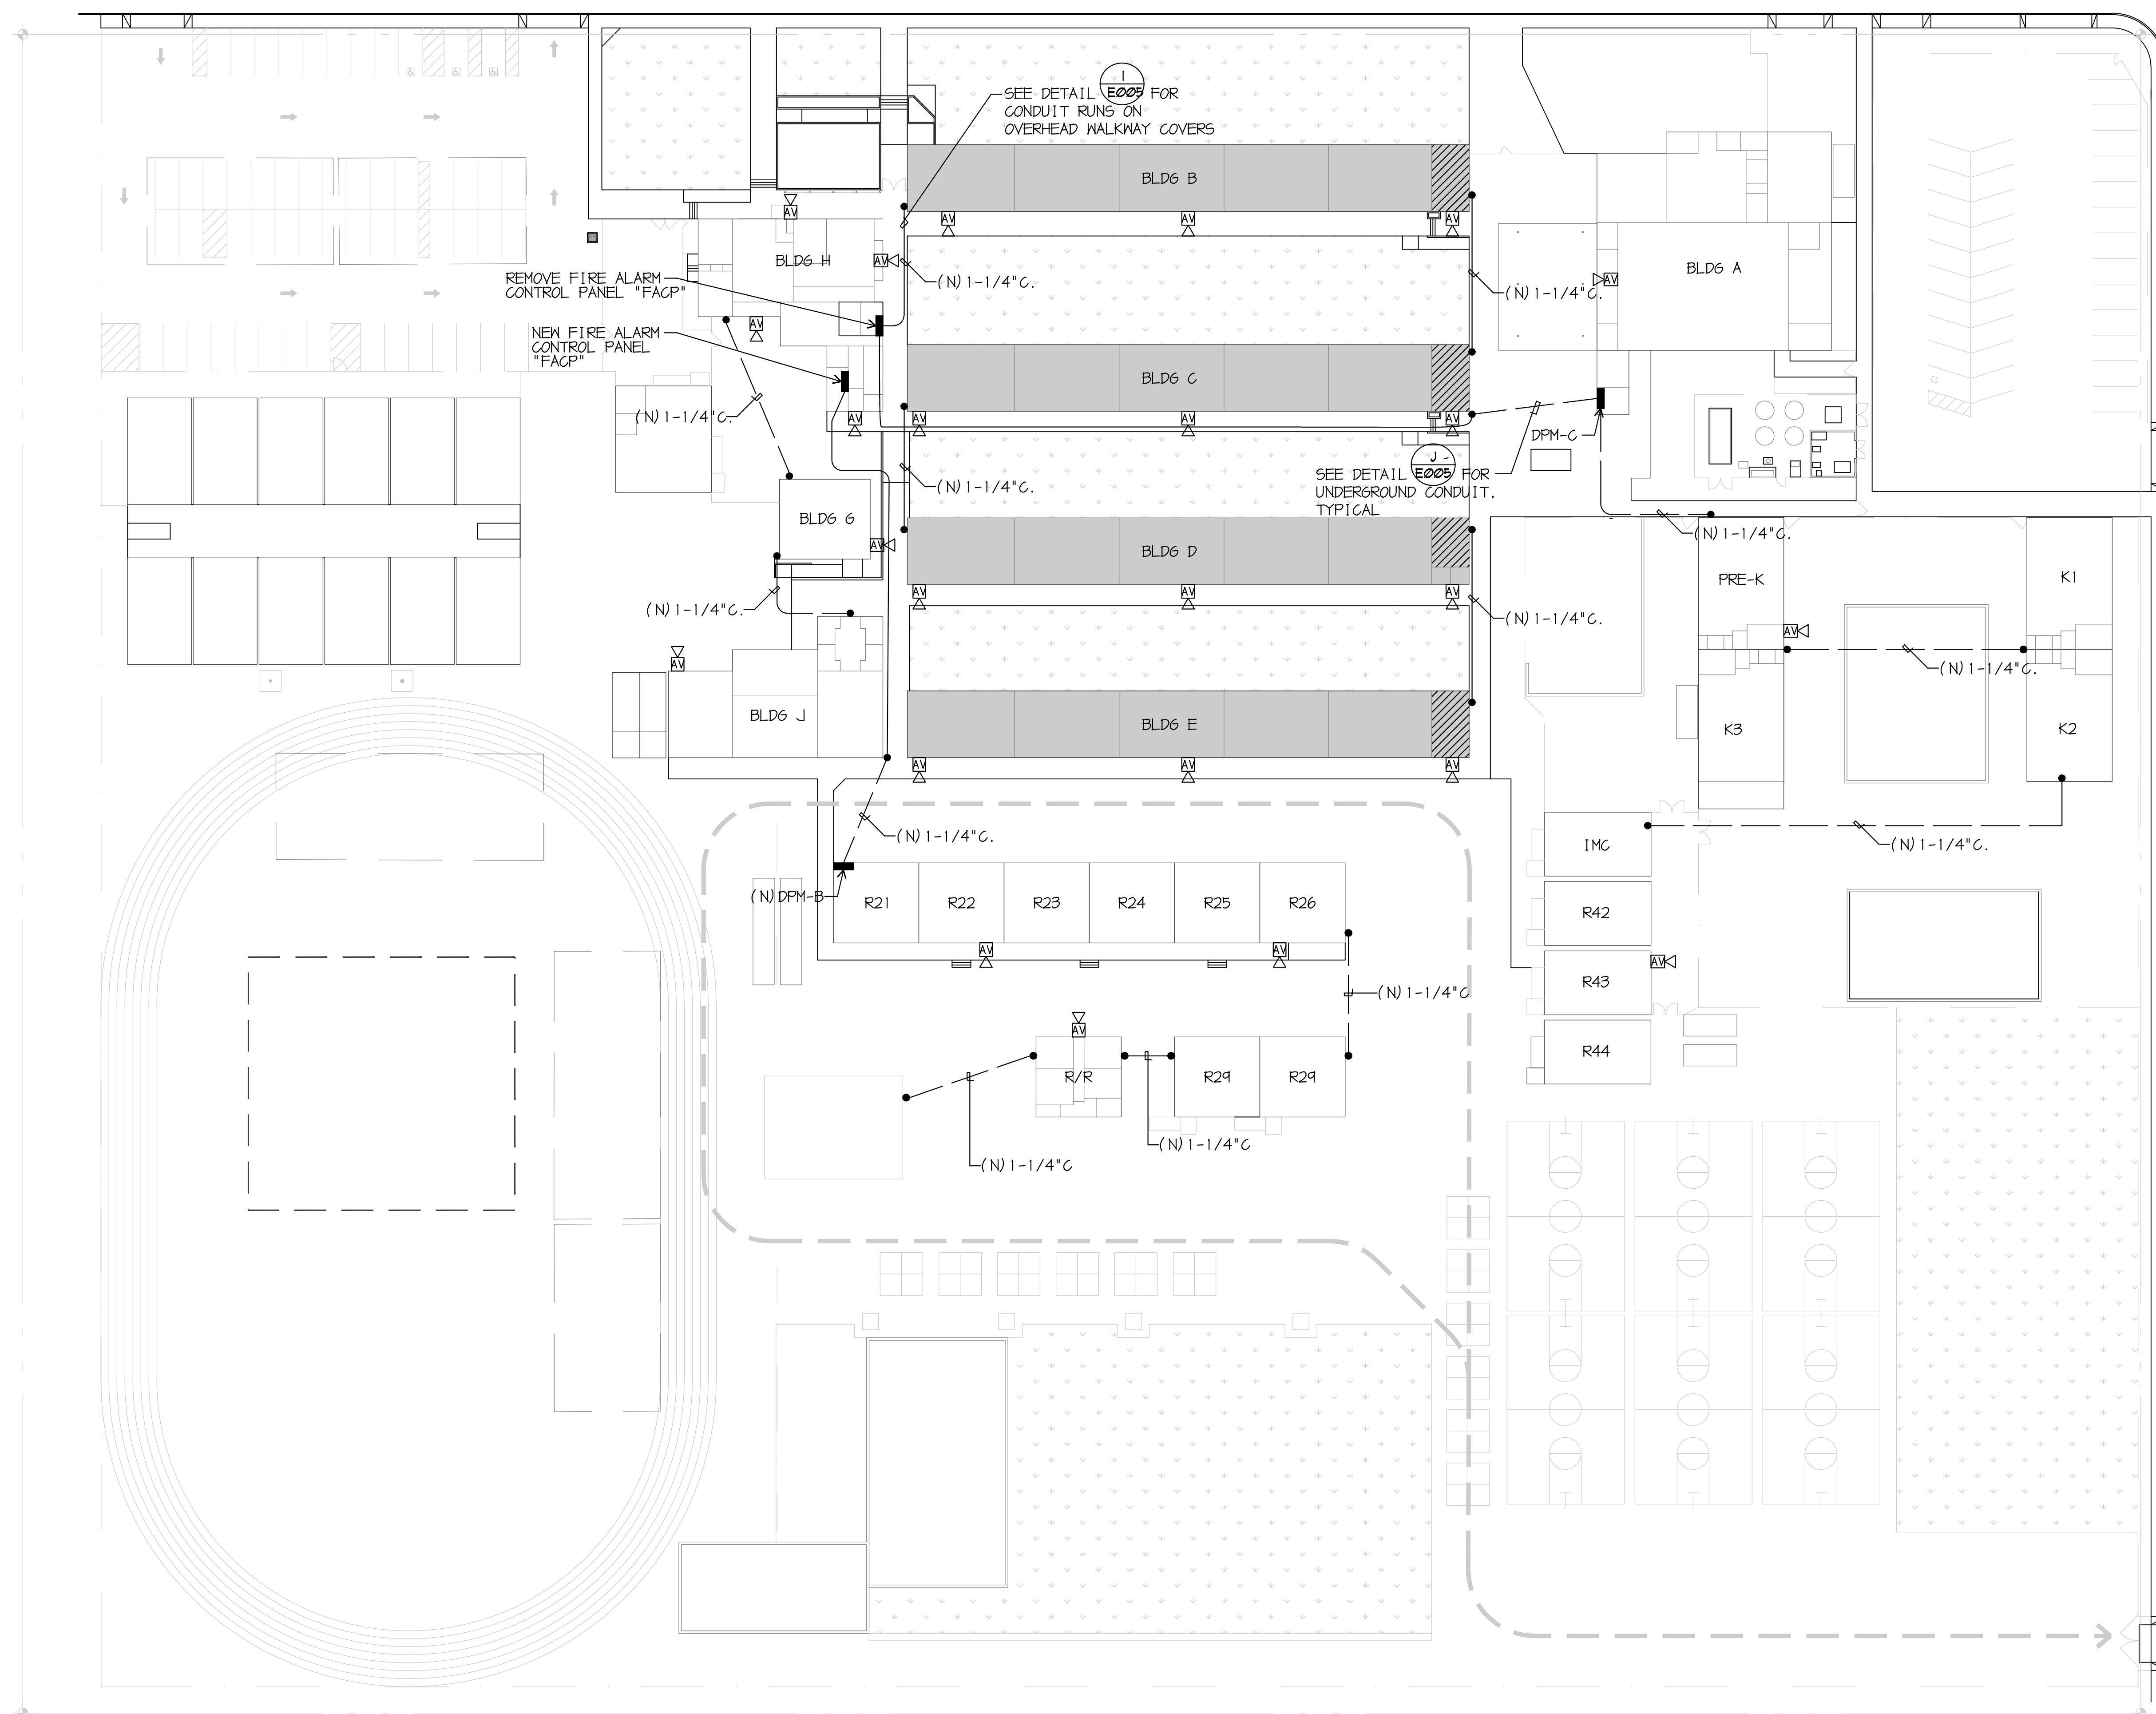 I
SEE DETAIL E005 FOR
CONDUIT RUNS ON
OVERHEAD WALKWAY COVERS
BLDG B
AV
AV
AV
AV
BLDG H
AV
BLDG A
AV
REMOVE FIRE ALARM
CONTROL PANEL "FACP"
(N) 1-1/4"C.
(N) 1-1/4"C.
NEW FIRE ALARM
CONTROL PANEL
"FACP"
AV
BLDG C
(N) 1-1/4"C.
AV
AV
AV
AV
DPM-C
J -
SEE DETAIL E005 FOR
UNDERGROUND CONDUIT.
TYPICAL
(N) 1-1/4"C.
BLDG G
AV
BLDG D
(N) 1-1/4"C.
PRE-K
K1
AV
AV
AV
(N) 1-1/4"C.
(N) 1-1/4"C.
AV
AV
(N) 1-1/4"C.
BLDG J
BLDG E
K3
K2
AV
AV
AV
(N) 1-1/4"C.
IMC
(N) 1-1/4"C.
(N) DPM-B
R21
R22
R23
R24
R25
R26
R42
AV
AV
R43
AV
(N) 1-1/4"C
AV
R44
R/R
R29
R29
(N) 1-1/4"C
(N) 1-1/4"C